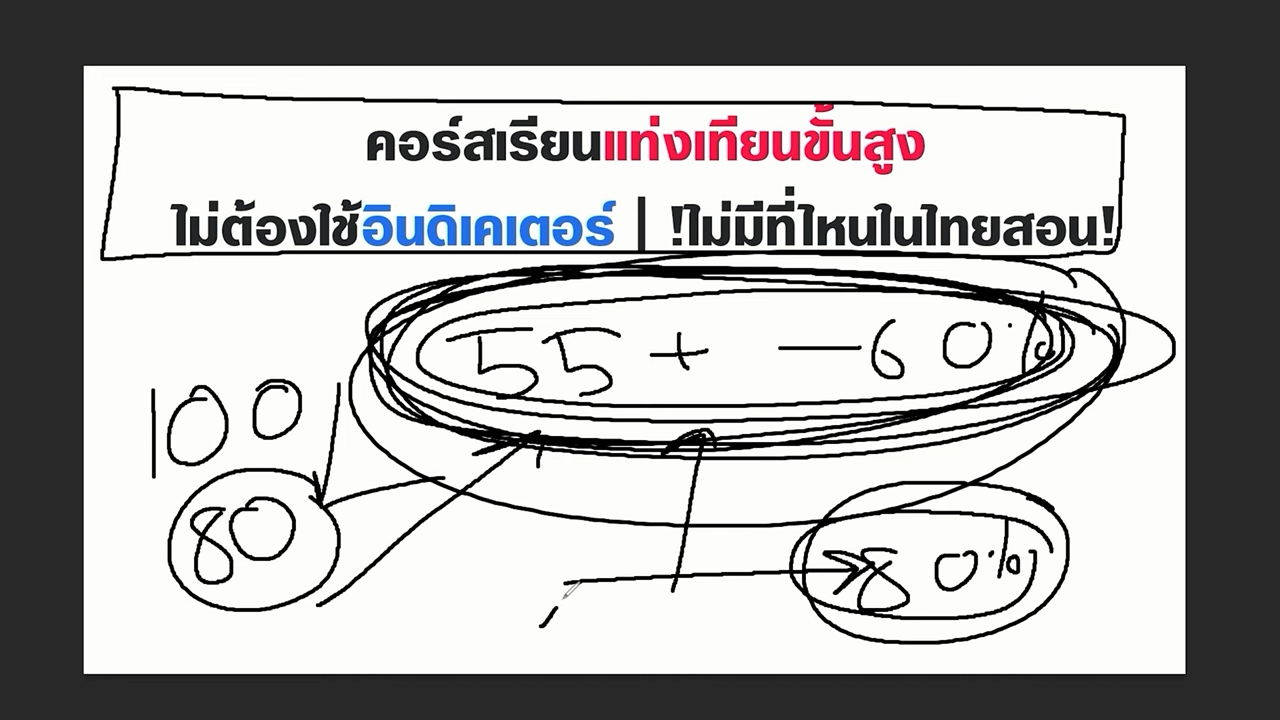 คอร์สเรียนแท่งเทียนขั้นสูง
ไม่ต้องใช้อินดิเคเตอร์ | !ไม่มีที่ไหนในไทยสอน!
55 + — 60%
100
80
80%